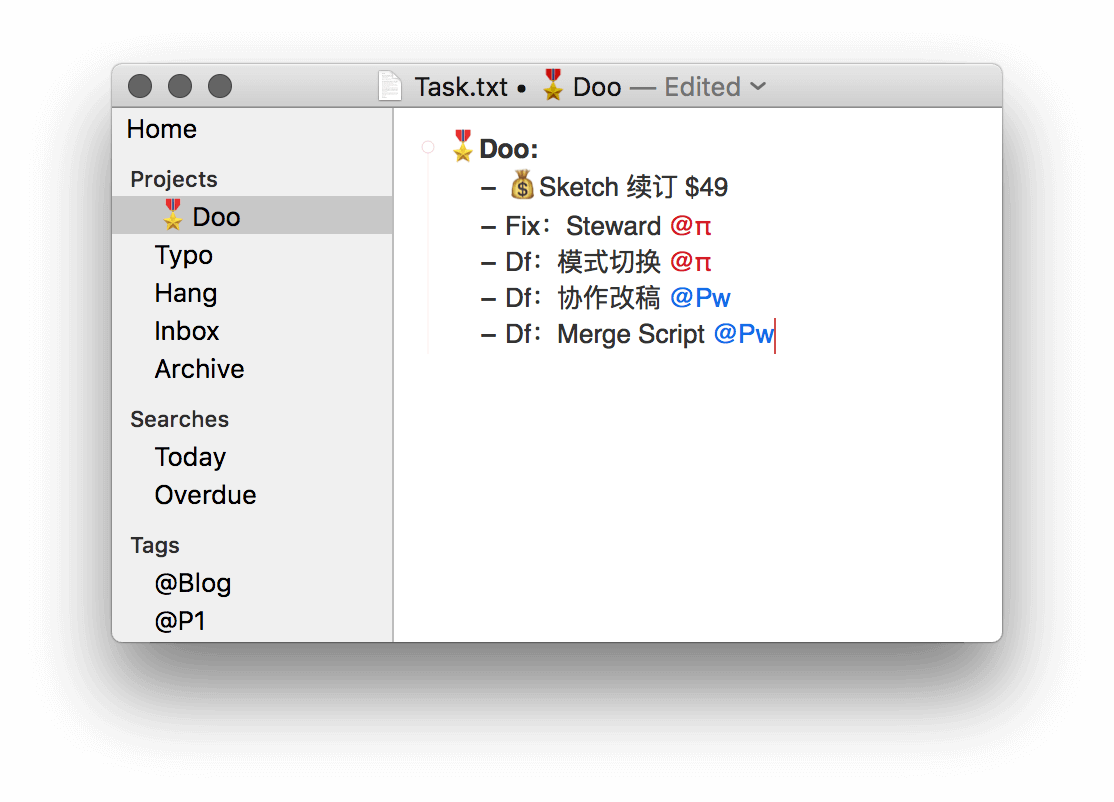 Task.txt • 🎖 Doo — Edited
Home
Projects
🎖 Doo
Typo
Hang
Inbox
Archive
Searches
Today
Overdue
Tags
@Blog
@P1
🎖Doo:
– 💰Sketch 续订 $49
– Fix：Steward @π
– Df：模式切换 @π
– Df：协作改稿 @Pw
– Df：Merge Script @Pw